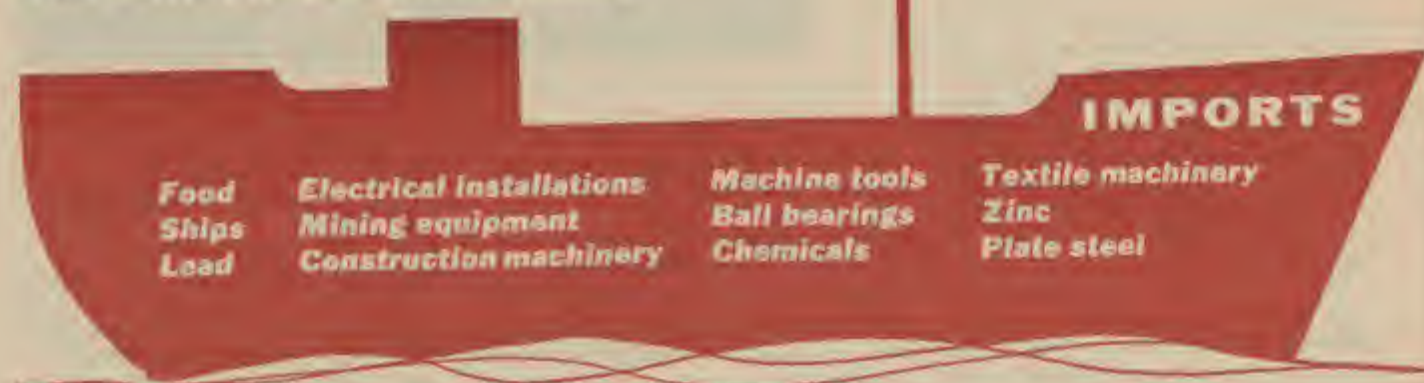 IMPORTS
Food
Ships
Lead
Electrical installations
Mining equipment
Construction machinery
Machine tools
Ball bearings
Chemicals
Textile machinery
Zinc
Plate steel